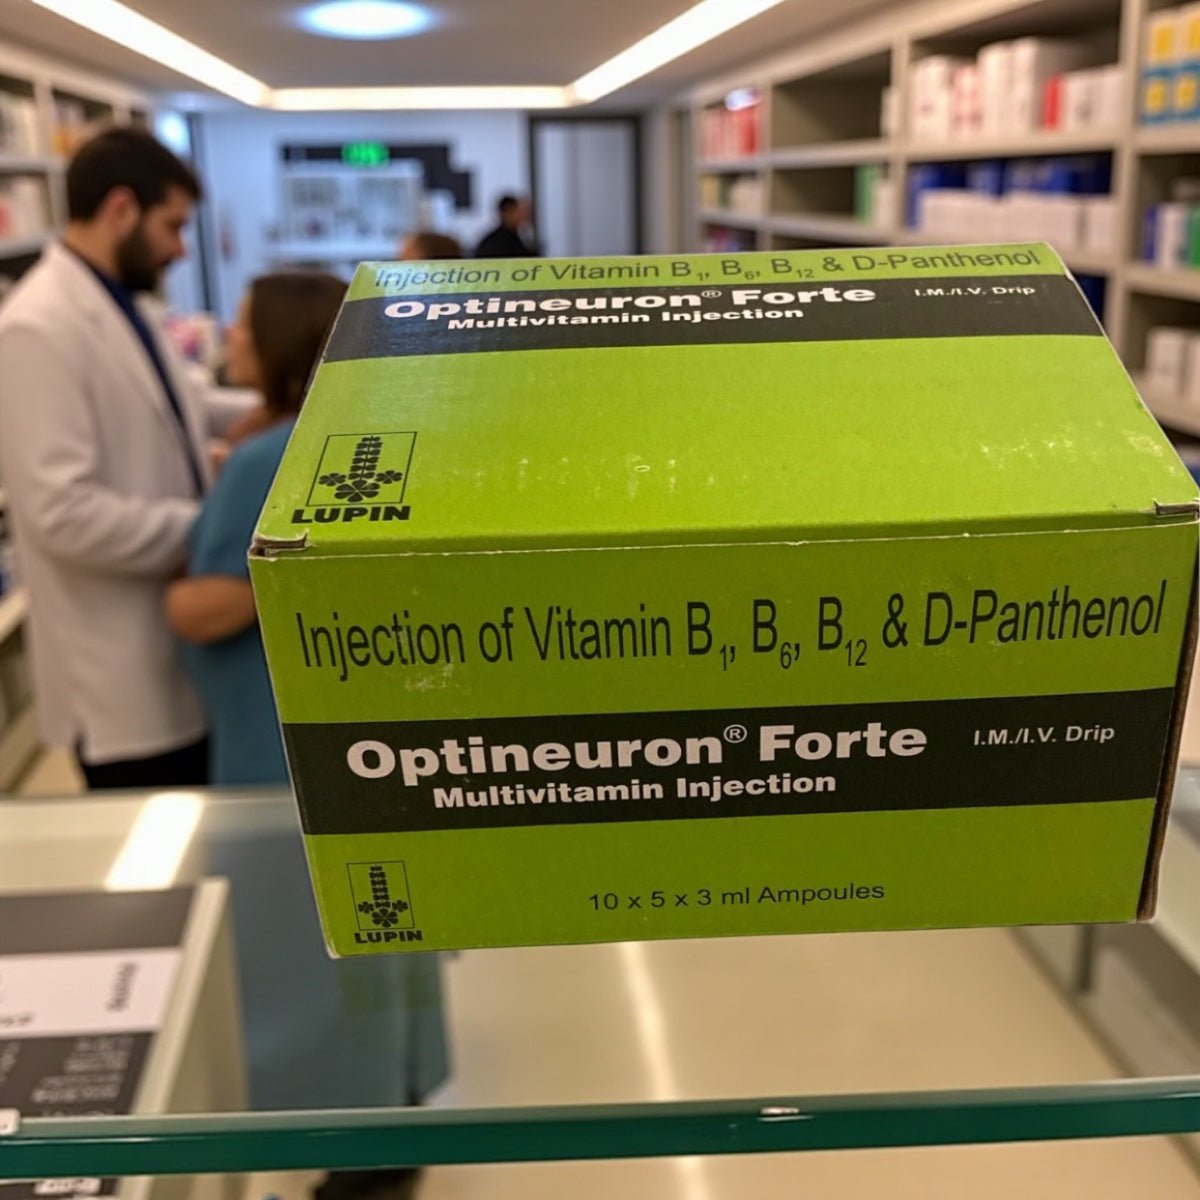 Injection of Vitamin B1, B6, B12 & D-Panthenol
Optineuron® Forte I.M./I.V. Drip
Multivitamin Injection
LUPIN
Injection of Vitamin B1, B6, B12 & D-Panthenol
Optineuron® Forte I.M./I.V. Drip
Multivitamin Injection
10 x 5 x 3 ml Ampoules
LUPIN